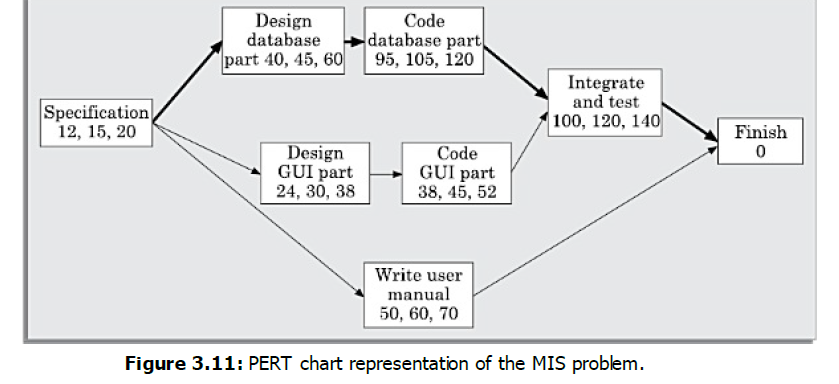 Design
database
part 40, 45, 60
Code
database part
95, 105, 120
Integrate
and test
100, 120, 140
Specification
12, 15, 20
Finish
0
Design
GUI part
24, 30, 38
Code
GUI part
38, 45, 52
Write user
manual
50, 60, 70
Figure 3.11: PERT chart representation of the MIS problem.